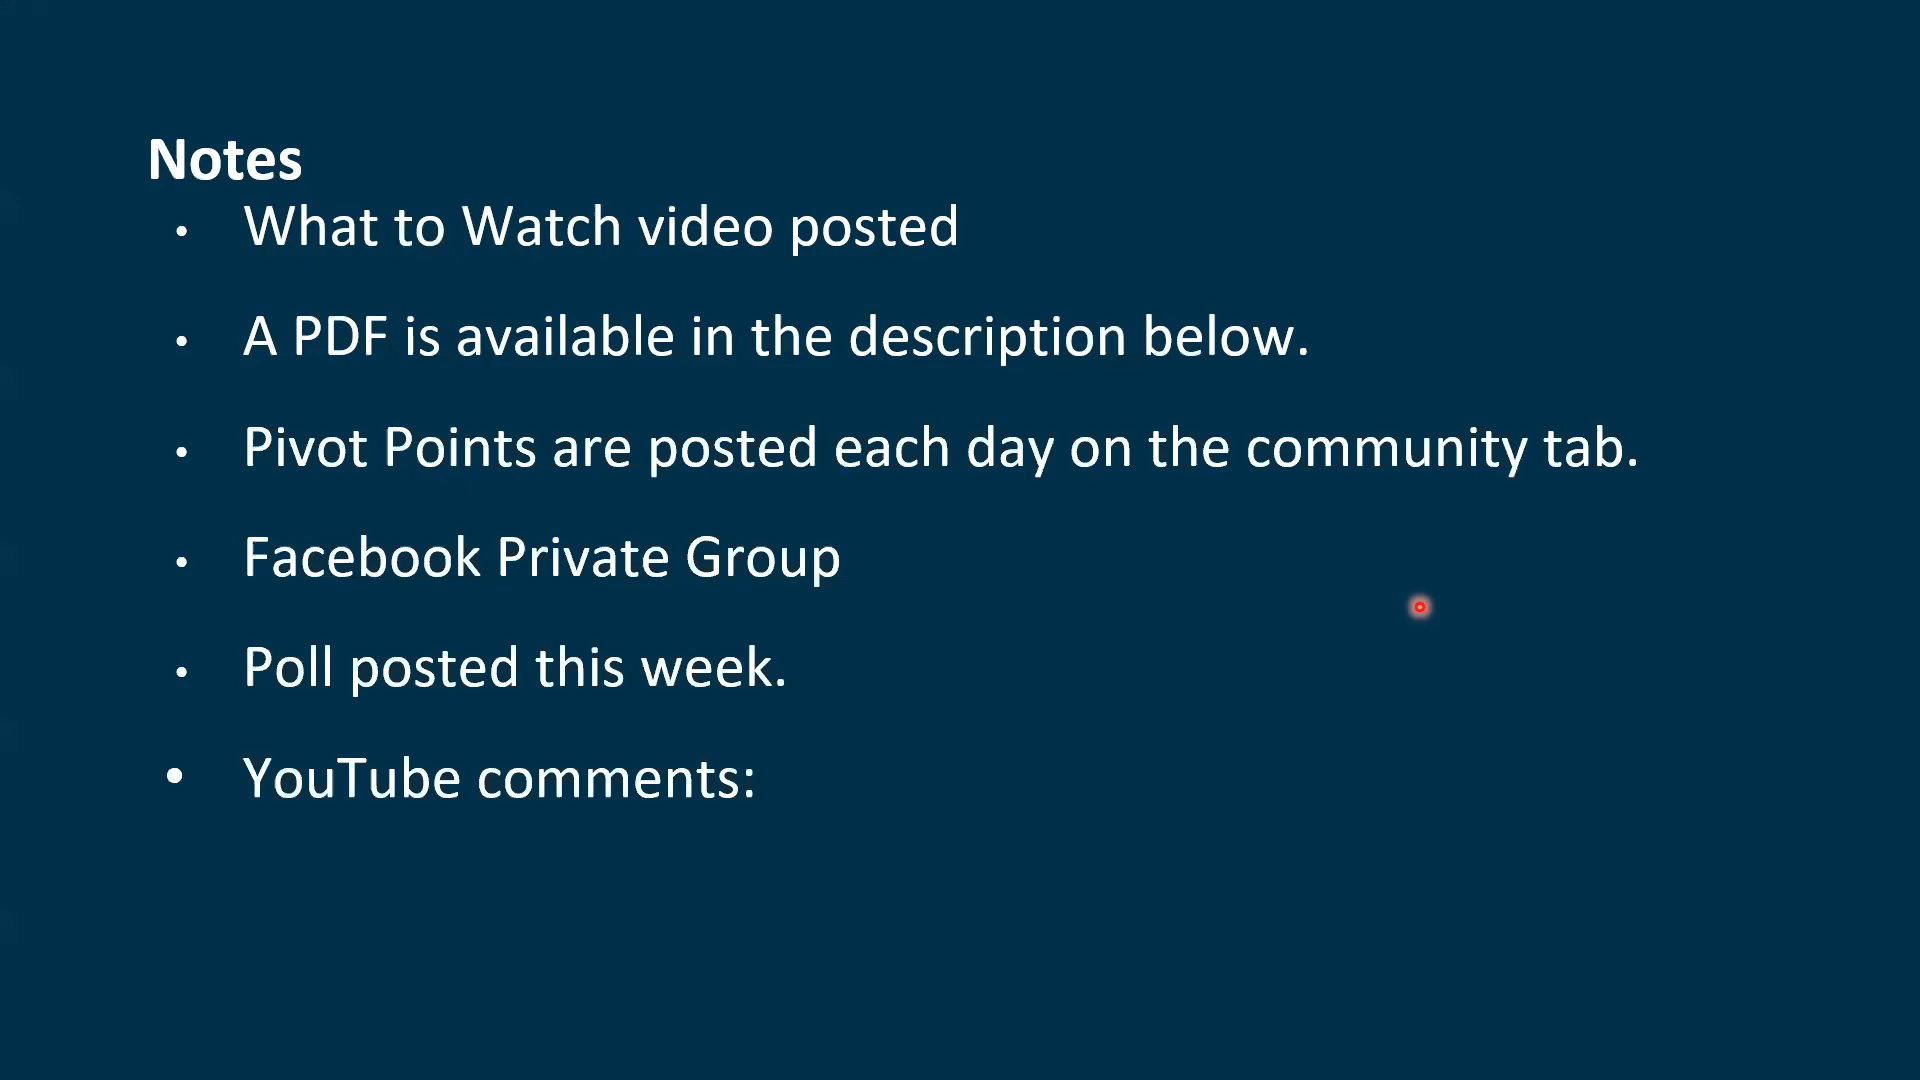 Notes
• What to Watch video posted
• A PDF is available in the description below.
• Pivot Points are posted each day on the community tab.
• Facebook Private Group
• Poll posted this week.
• YouTube comments: